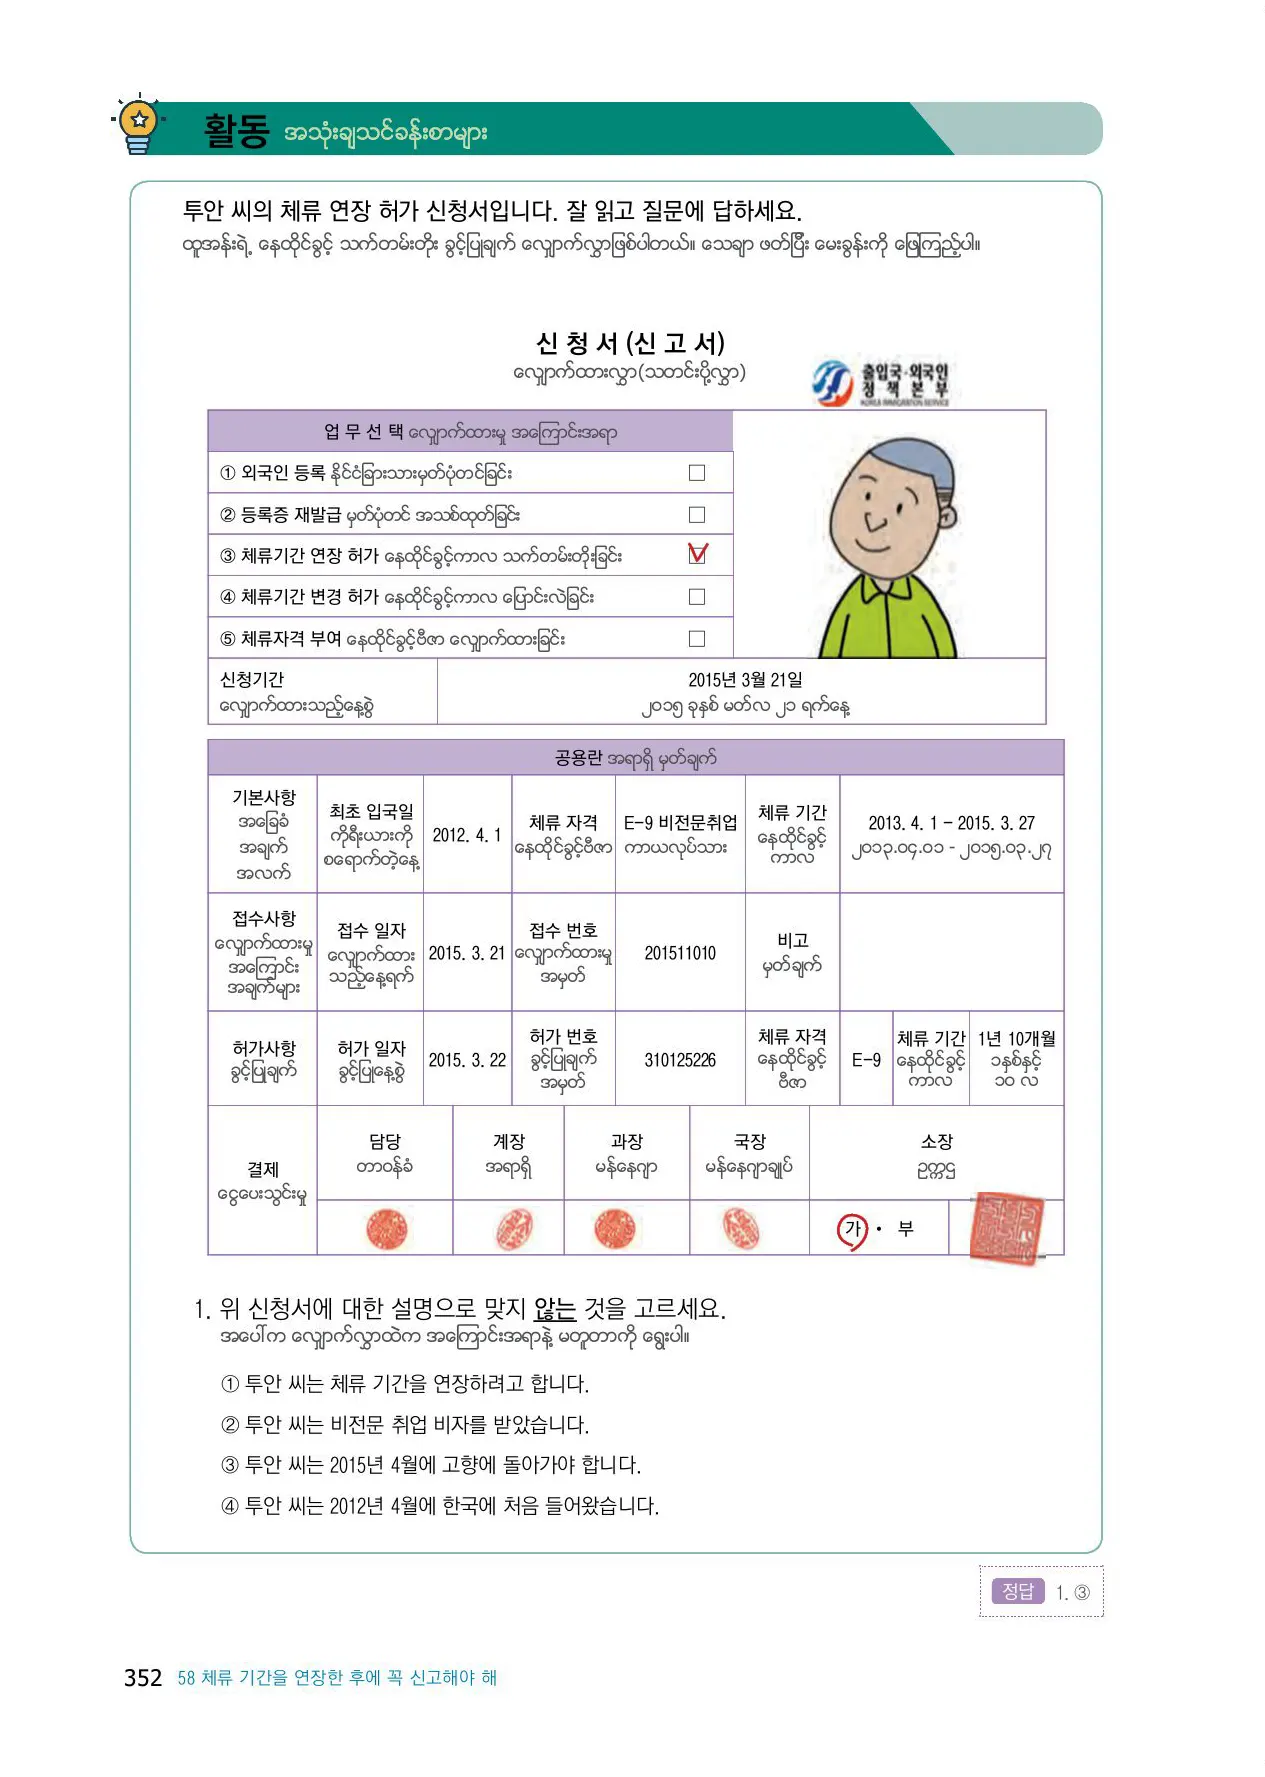 활동 အသုံးချသင်ခန်းစာများ
투안 씨의 체류 연장 허가 신청서입니다. 잘 읽고 질문에 답하세요.
ထူအန်းရဲ့ နေထိုင်ခွင့် သက်တမ်းတိုး ခွင့်ပြုချက် လျှောက်လွှာဖြစ်ပါတယ်။ သေချာ ဖတ်ပြီး မေးခွန်းကို ဖြေကြည့်ပါ။
신 청 서 (신 고 서)
လျှောက်ထားလွှာ(သတင်းပို့လွှာ)
출입국·외국인
정 책 본 부
KOREA IMMIGRATION SERVICE
업 무 선 택 လျှောက်ထားမှု အကြောင်းအရာ
① 외국인 등록 နိုင်ငံခြားသားမှတ်ပုံတင်ခြင်း □
② 등록증 재발급 မှတ်ပုံတင် အသစ်ထုတ်ခြင်း □
③ 체류기간 연장 허가 နေထိုင်ခွင့်ကာလ သက်တမ်းတိုးခြင်း ☑
④ 체류기간 변경 허가 နေထိုင်ခွင့်ကာလ ပြောင်းလဲခြင်း □
⑤ 체류자격 부여 နေထိုင်ခွင့်ဗီဇာ လျှောက်ထားခြင်း □
신청기간
လျှောက်ထားသည့်နေ့စွဲ
2015년 3월 21일
၂၀၁၅ ခုနှစ် မတ်လ ၂၁ ရက်နေ့
공용란 အရာရှိ မှတ်ချက်
기본사항
အခြေခံ
အချက်
အလက်
최초 입국일
ကိုရီးယားကို
စရောက်တဲ့နေ့
2012. 4. 1
체류 자격
နေထိုင်ခွင့်ဗီဇာ
E-9 비전문취업
ကာယလုပ်သား
체류 기간
နေထိုင်ခွင့်
ကာလ
2013. 4. 1 - 2015. 3. 27
၂၀၁၃.၀၄.၀၁ - ၂၀၁၅.၀၃.၂၇
접수사항
လျှောက်ထားမှု
အကြောင်း
အချက်များ
접수 일자
လျှောက်ထား
သည့်နေ့ရက်
2015. 3. 21
접수 번호
လျှောက်ထားမှု
အမှတ်
201511010
비고
မှတ်ချက်
허가사항
ခွင့်ပြုချက်
허가 일자
ခွင့်ပြုနေ့စွဲ
2015. 3. 22
허가 번호
ခွင့်ပြုချက်
အမှတ်
310125226
체류 자격
နေထိုင်ခွင့်
ဗီဇာ
E-9
체류 기간
နေထိုင်ခွင့်
ကာလ
1년 10개월
၁နှစ်နှင့်
၁၀ လ
결제
ငွေပေးသွင်းမှု
담당
တာဝန်ခံ
계장
အရာရှိ
과장
မန်နေဂျာ
국장
မန်နေဂျာချုပ်
소장
ဥက္ကဌ
가 • 부
1. 위 신청서에 대한 설명으로 맞지 않는 것을 고르세요.
အပေါ်က လျှောက်လွှာထဲက အကြောင်းအရာနဲ့ မတူတာကို ရွေးပါ။
① 투안 씨는 체류 기간을 연장하려고 합니다.
② 투안 씨는 비전문 취업 비자를 받았습니다.
③ 투안 씨는 2015년 4월에 고향에 돌아가야 합니다.
④ 투안 씨는 2012년 4월에 한국에 처음 들어왔습니다.
정답 1. ③
352 58 체류 기간을 연장한 후에 꼭 신고해야 해